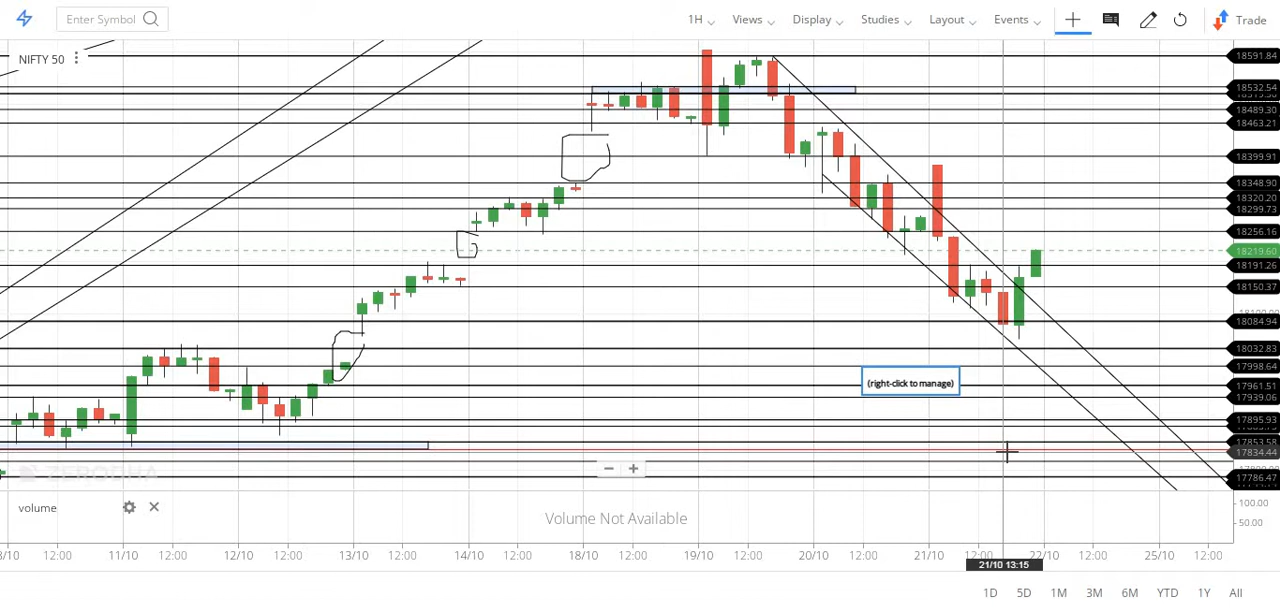 Enter Symbol
1H Views Display Studies Layout Events Trade
NIFTY 50
18591.84
18532.54
18489.30
18463.21
18399.91
18348.90
18320.20
18299.73
18256.16
18219.60
18191.26
18150.37
18084.94
18032.83
17998.64
17961.51
17939.06
17895.93
17853.58
17834.44
17786.47
(right-click to manage)
ZERODHA
volume
Volume Not Available
100.00
50.00
12:00 11/10 12:00 12/10 12:00 13/10 12:00 14/10 12:00 18/10 12:00 19/10 12:00 20/10 12:00 21/10 12:00 22/10 12:00 25/10 12:00
21/10 13:15
1D 5D 1M 3M 6M YTD 1Y All